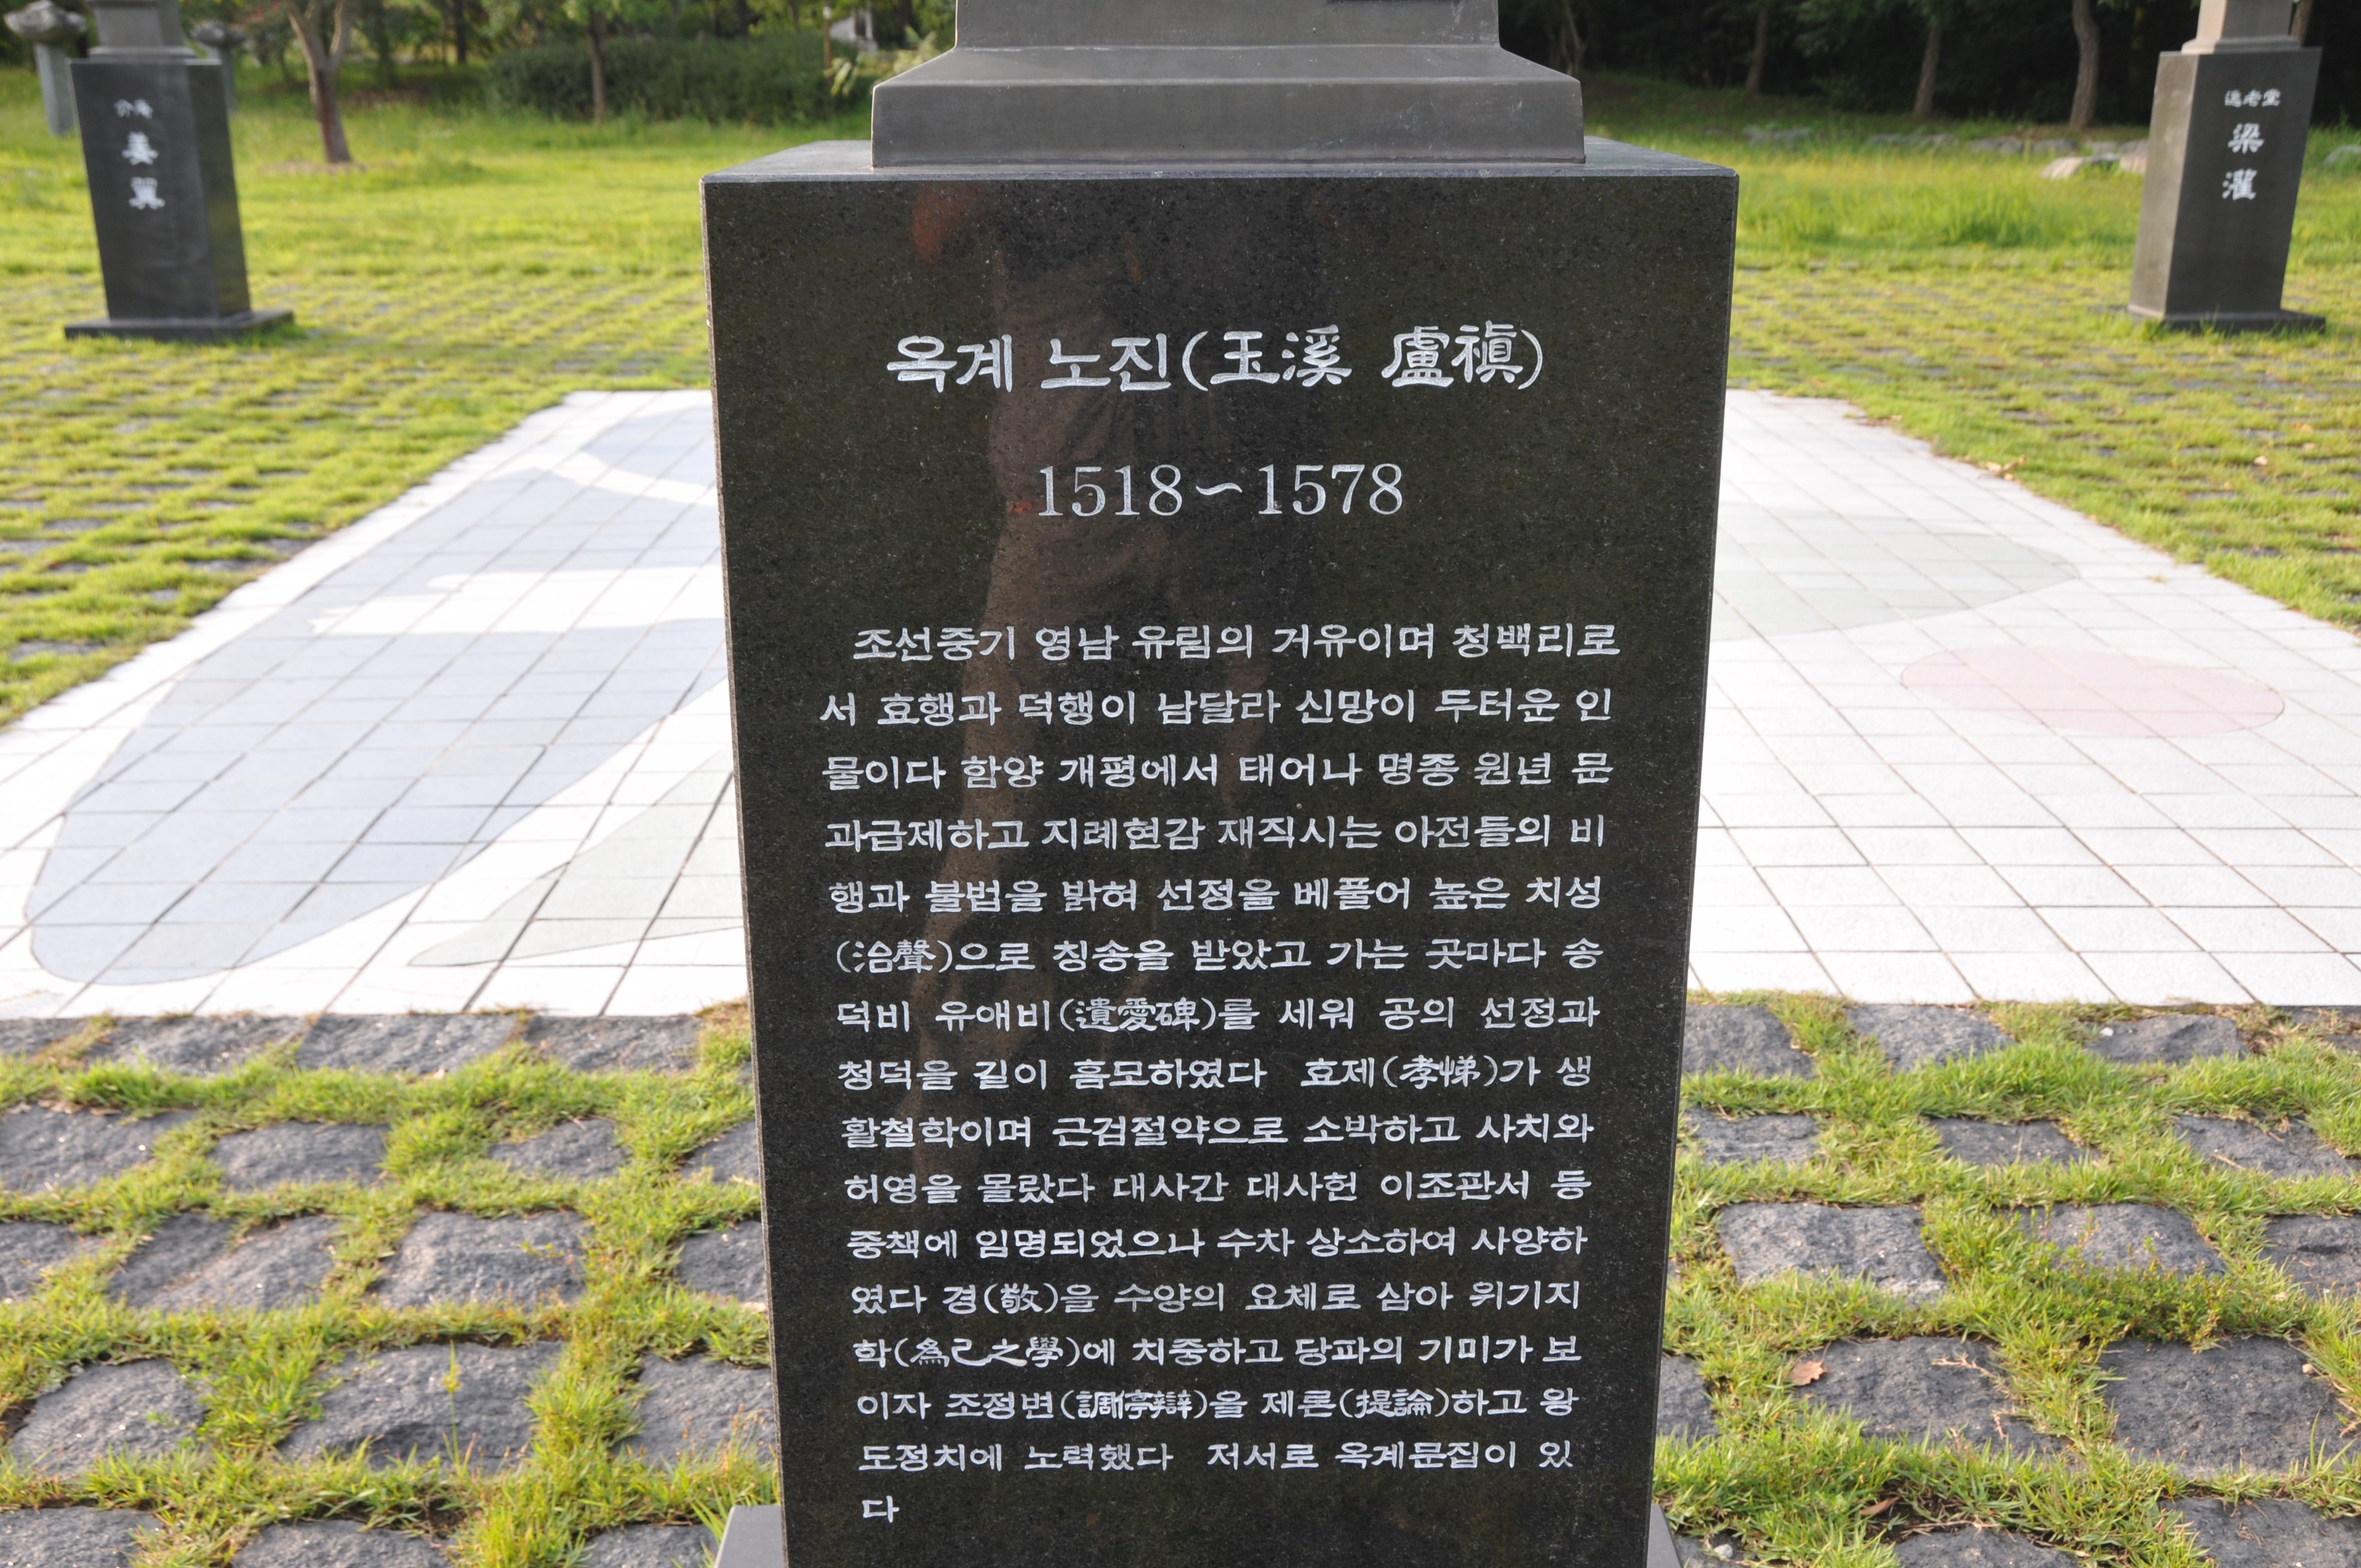 옥계 노진(玉溪 盧禛)
1518~1578
조선중기 영남 유림의 거유이며 청백리로
서 효행과 덕행이 남달라 신망이 두터운 인
물이다 함양 개평에서 태어나 명종 원년 문
과급제하고 지례현감 재직시는 아전들의 비
행과 불법을 밝혀 선정을 베풀어 높은 치성
(治聲)으로 칭송을 받았고 가는 곳마다 송
덕비 유애비(遺愛碑)를 세워 공의 선정과
청덕을 길이 흠모하였다 효제(孝悌)가 생
활철학이며 근검절약으로 소박하고 사치와
허영을 몰랐다 대사간 대사헌 이조판서 등
중책에 임명되었으나 수차 상소하여 사양하
였다 경(敬)을 수양의 요체로 삼아 위기지
학(爲己之學)에 치중하고 당파의 기미가 보
이자 조정변(調停辯)을 제론(提論)하고 왕
도정치에 노력했다 저서로 옥계문집이 있
다
介庵
姜翼
逸老堂
梁灌